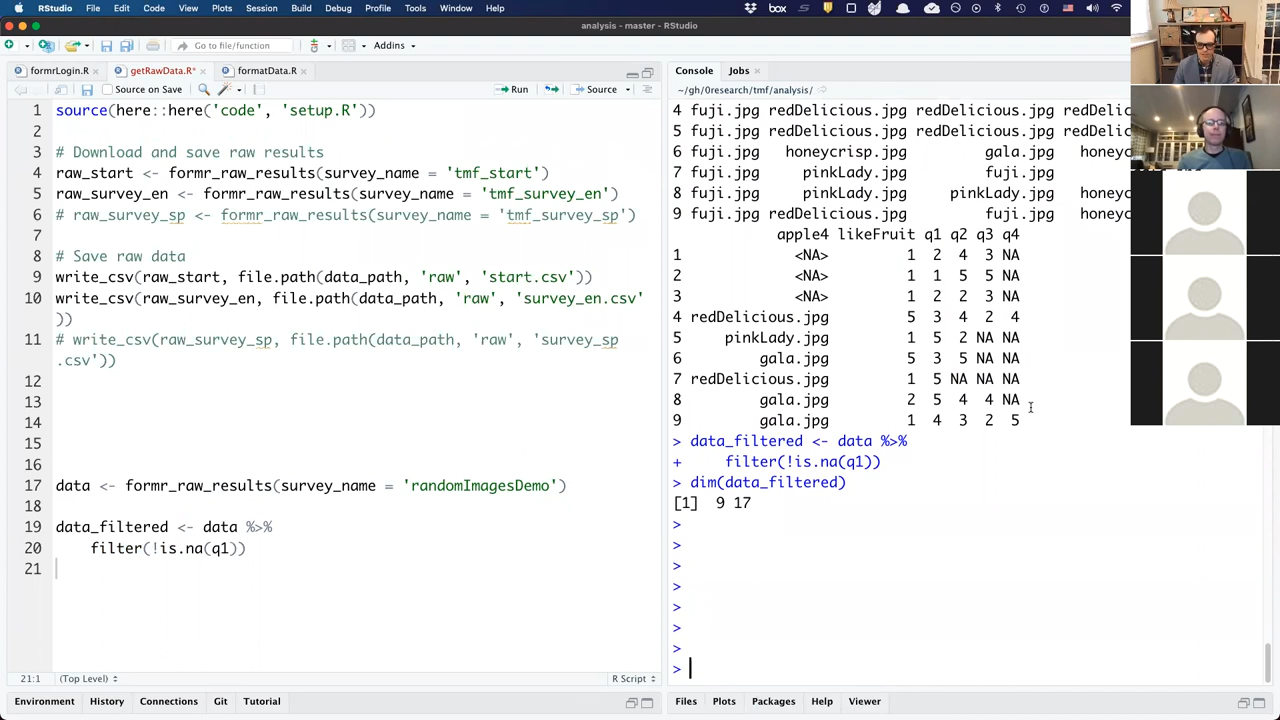 RStudio File Edit Code View Plots Session Build Debug Profile Tools Window Help
box
analysis - master - RStudio
Go to file/function Addins
formrLogin.R getRawData.R* formatData.R
Source on Save Run Source
1 source(here::here('code', 'setup.R'))
2
3 # Download and save raw results
4 raw_start <- formr_raw_results(survey_name = 'tmf_start')
5 raw_survey_en <- formr_raw_results(survey_name = 'tmf_survey_en')
6 # raw_survey_sp <- formr_raw_results(survey_name = 'tmf_survey_sp')
7
8 # Save raw data
9 write_csv(raw_start, file.path(data_path, 'raw', 'start.csv'))
10 write_csv(raw_survey_en, file.path(data_path, 'raw', 'survey_en.csv'
))
11 # write_csv(raw_survey_sp, file.path(data_path, 'raw', 'survey_sp
.csv'))
12
13
14
15
16
17 data <- formr_raw_results(survey_name = 'randomImagesDemo')
18
19 data_filtered <- data %>%
20 filter(!is.na(q1))
21
21:1 (Top Level) R Script
Environment History Connections Git Tutorial
Console Jobs
~/gh/0research/tmf/analysis/
4 fuji.jpg redDelicious.jpg redDelicious.jpg redDelici
5 fuji.jpg redDelicious.jpg redDelicious.jpg redDelici
6 fuji.jpg honeycrisp.jpg gala.jpg honeyc
7 fuji.jpg pinkLady.jpg fuji.jpg
8 fuji.jpg pinkLady.jpg pinkLady.jpg honeyc
9 fuji.jpg redDelicious.jpg fuji.jpg honeyc
apple4 likeFruit q1 q2 q3 q4
1 <NA> 1 2 4 3 NA
2 <NA> 1 1 5 5 NA
3 <NA> 1 2 2 3 NA
4 redDelicious.jpg 5 3 4 2 4
5 pinkLady.jpg 1 5 2 NA NA
6 gala.jpg 5 3 5 NA NA
7 redDelicious.jpg 1 5 NA NA NA
8 gala.jpg 2 5 4 4 NA
9 gala.jpg 1 4 3 2 5
> data_filtered <- data %>%
+ filter(!is.na(q1))
> dim(data_filtered)
[1] 9 17
>
>
>
>
>
>
>
>
Files Plots Packages Help Viewer